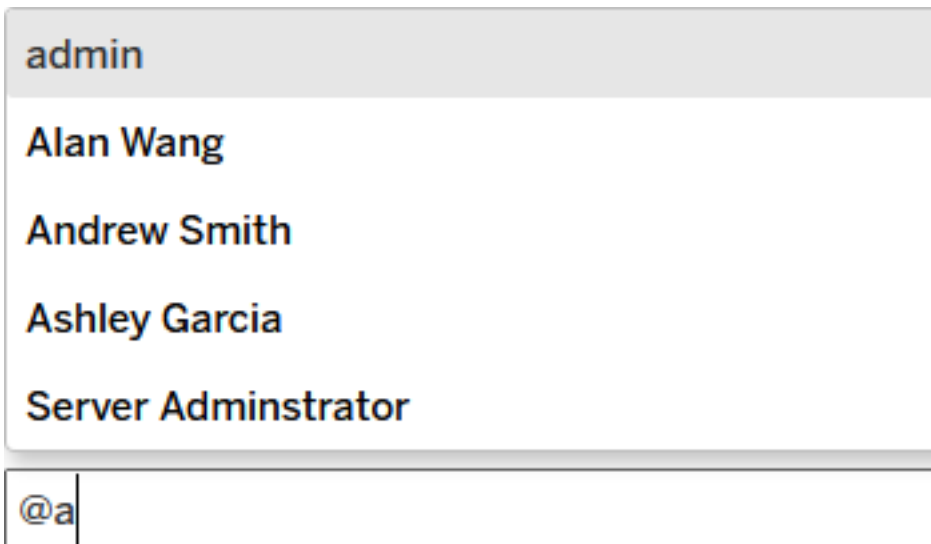 admin
Alan Wang
Andrew Smith
Ashley Garcia
Server Adminstrator
@a